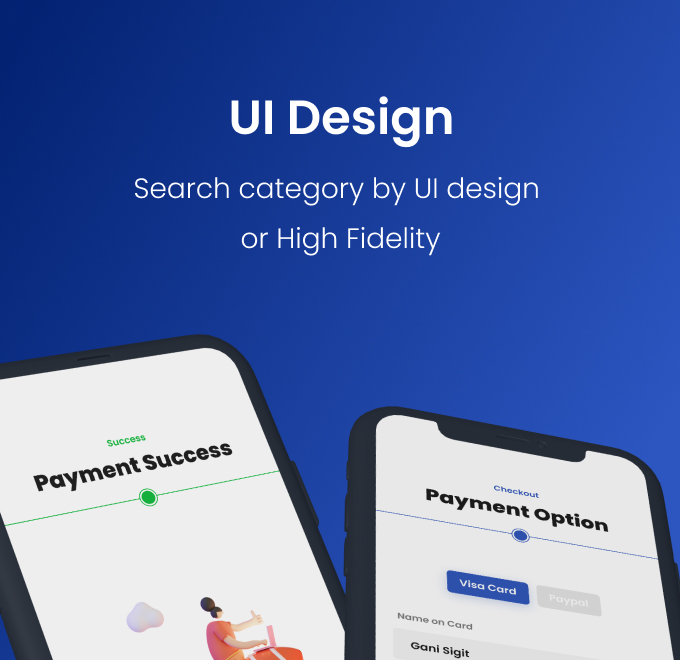 UI Design
Search category by UI design
or High Fidelity
Success
Payment Success
Checkout
Payment Option
Visa Card
Paypal
Name on Card
Gani Sigit